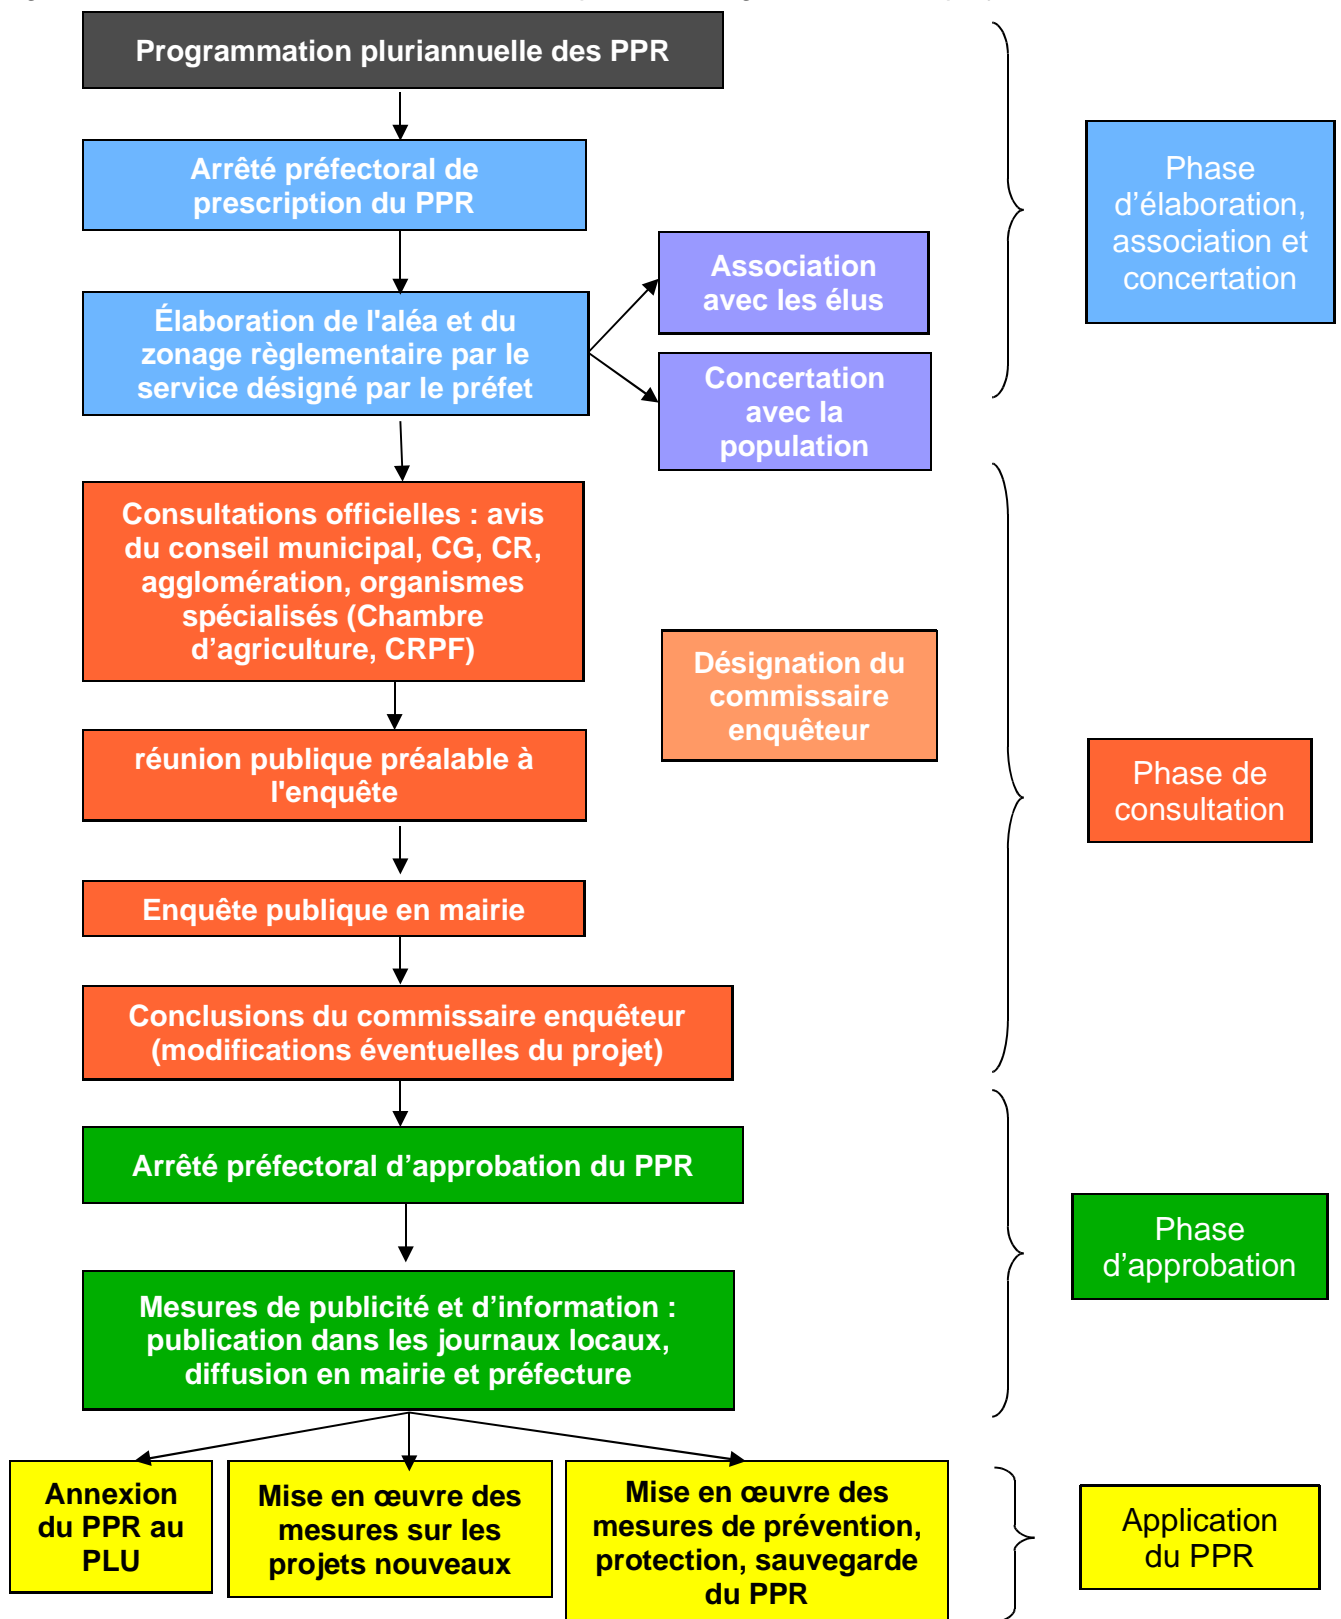 Programmation pluriannuelle des PPR
Arrêté préfectoral de
prescription du PPR
Élaboration de l'aléa et du
zonage règlementaire par le
service désigné par le préfet
Association
avec les élus
Concertation
avec la
population
Phase
d’élaboration,
association et
concertation
Consultations officielles : avis
du conseil municipal, CG, CR,
agglomération, organismes
spécialisés (Chambre
d’agriculture, CRPF)
Désignation du
commissaire
enquêteur
réunion publique préalable à
l'enquête
Enquête publique en mairie
Conclusions du commissaire enquêteur
(modifications éventuelles du projet)
Phase de
consultation
Arrêté préfectoral d’approbation du PPR
Mesures de publicité et d’information :
publication dans les journaux locaux,
diffusion en mairie et préfecture
Phase
d’approbation
Annexion
du PPR au
PLU
Mise en œuvre des
mesures sur les
projets nouveaux
Mise en œuvre des
mesures de prévention,
protection, sauvegarde
du PPR
Application
du PPR